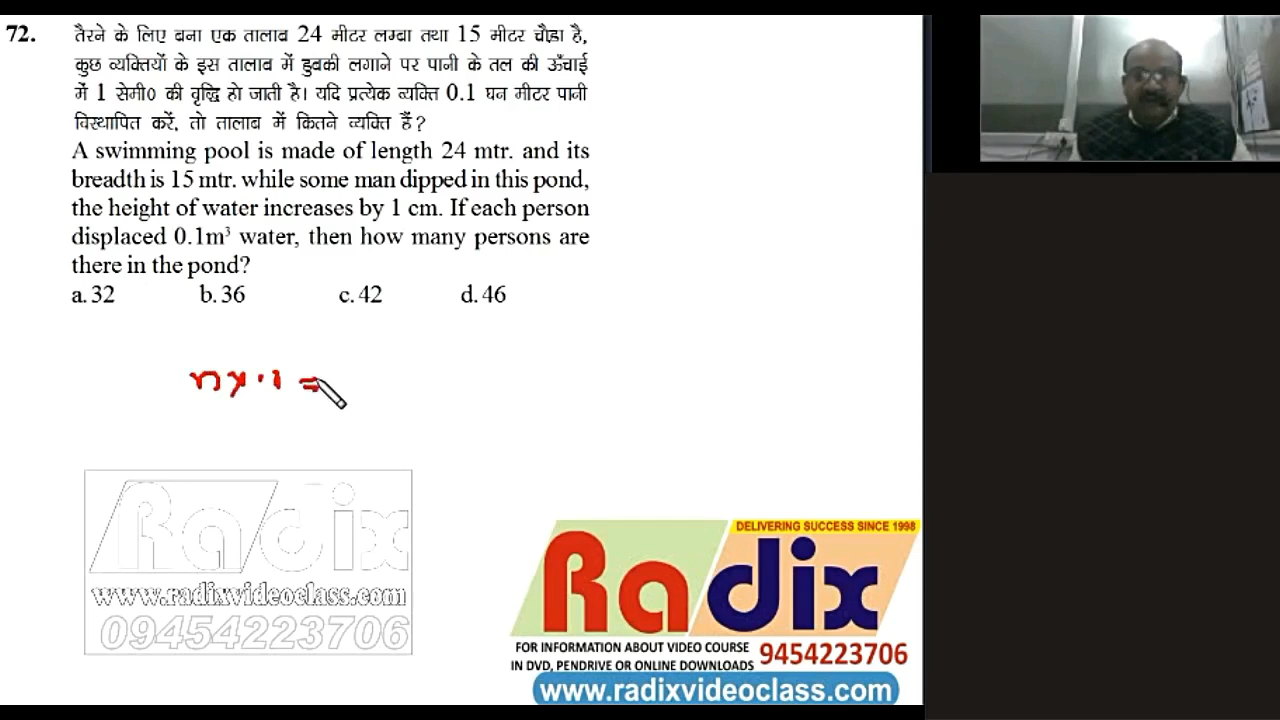 72. तैरने के लिए बना एक तालाब 24 मीटर लम्बा तथा 15 मीटर चौड़ा है,
कुछ व्यक्तियों के इस तालाब में डुबकी लगाने पर पानी के तल की ऊँचाई
में 1 सेमी० की वृद्धि हो जाती है। यदि प्रत्येक व्यक्ति 0.1 घन मीटर पानी
विस्थापित करें, तो तालाब में कितने व्यक्ति हैं?
A swimming pool is made of length 24 mtr. and its
breadth is 15 mtr. while some man dipped in this pond,
the height of water increases by 1 cm. If each person
displaced 0.1m³ water, then how many persons are
there in the pond?
a. 32 b. 36 c. 42 d. 46
n× .1 =
Radix
www.radixvideoclass.com
09454223706
DELIVERING SUCCESS SINCE 1998
Radix
FOR INFORMATION ABOUT VIDEO COURSE
IN DVD, PENDRIVE OR ONLINE DOWNLOADS 9454223706
www.radixvideoclass.com